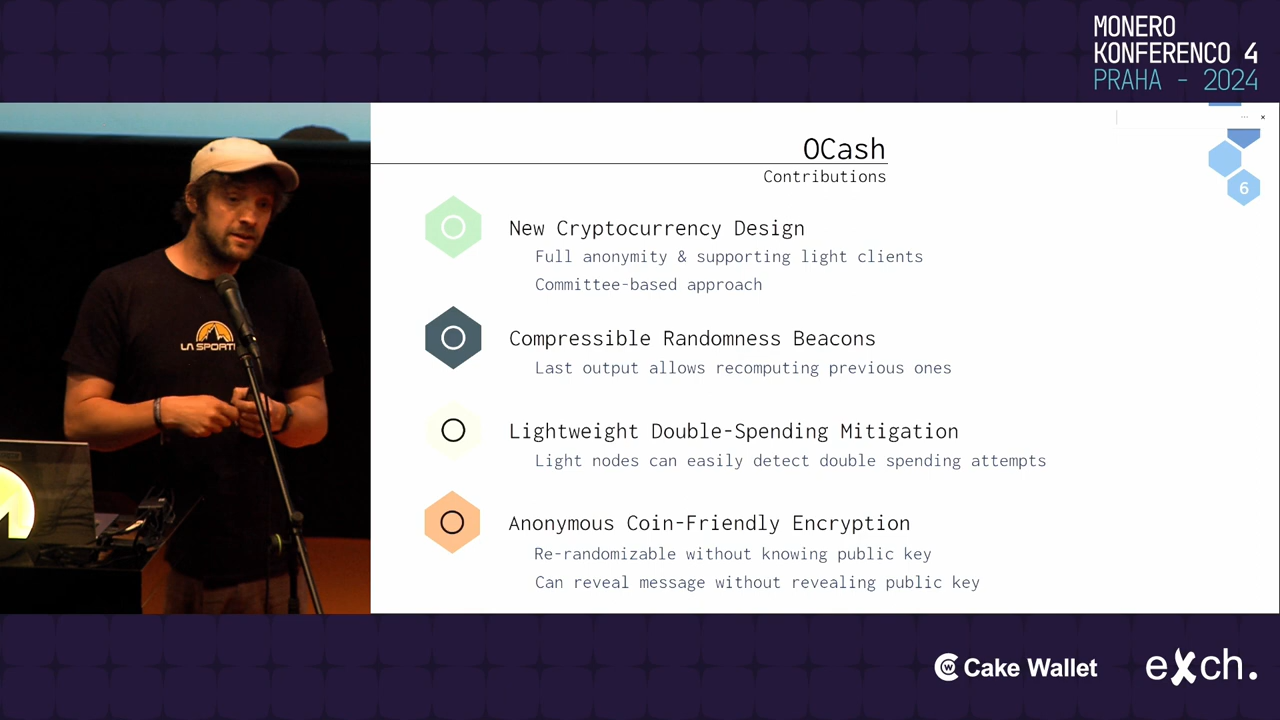 MONERO
KONFERENCO 4
PRAHA - 2024
OCash
Contributions
6
New Cryptocurrency Design
Full anonymity & supporting light clients
Committee-based approach
Compressible Randomness Beacons
Last output allows recomputing previous ones
Lightweight Double-Spending Mitigation
Light nodes can easily detect double spending attempts
Anonymous Coin-Friendly Encryption
Re-randomizable without knowing public key
Can reveal message without revealing public key
LA SPORTI
Cake Wallet
exch.